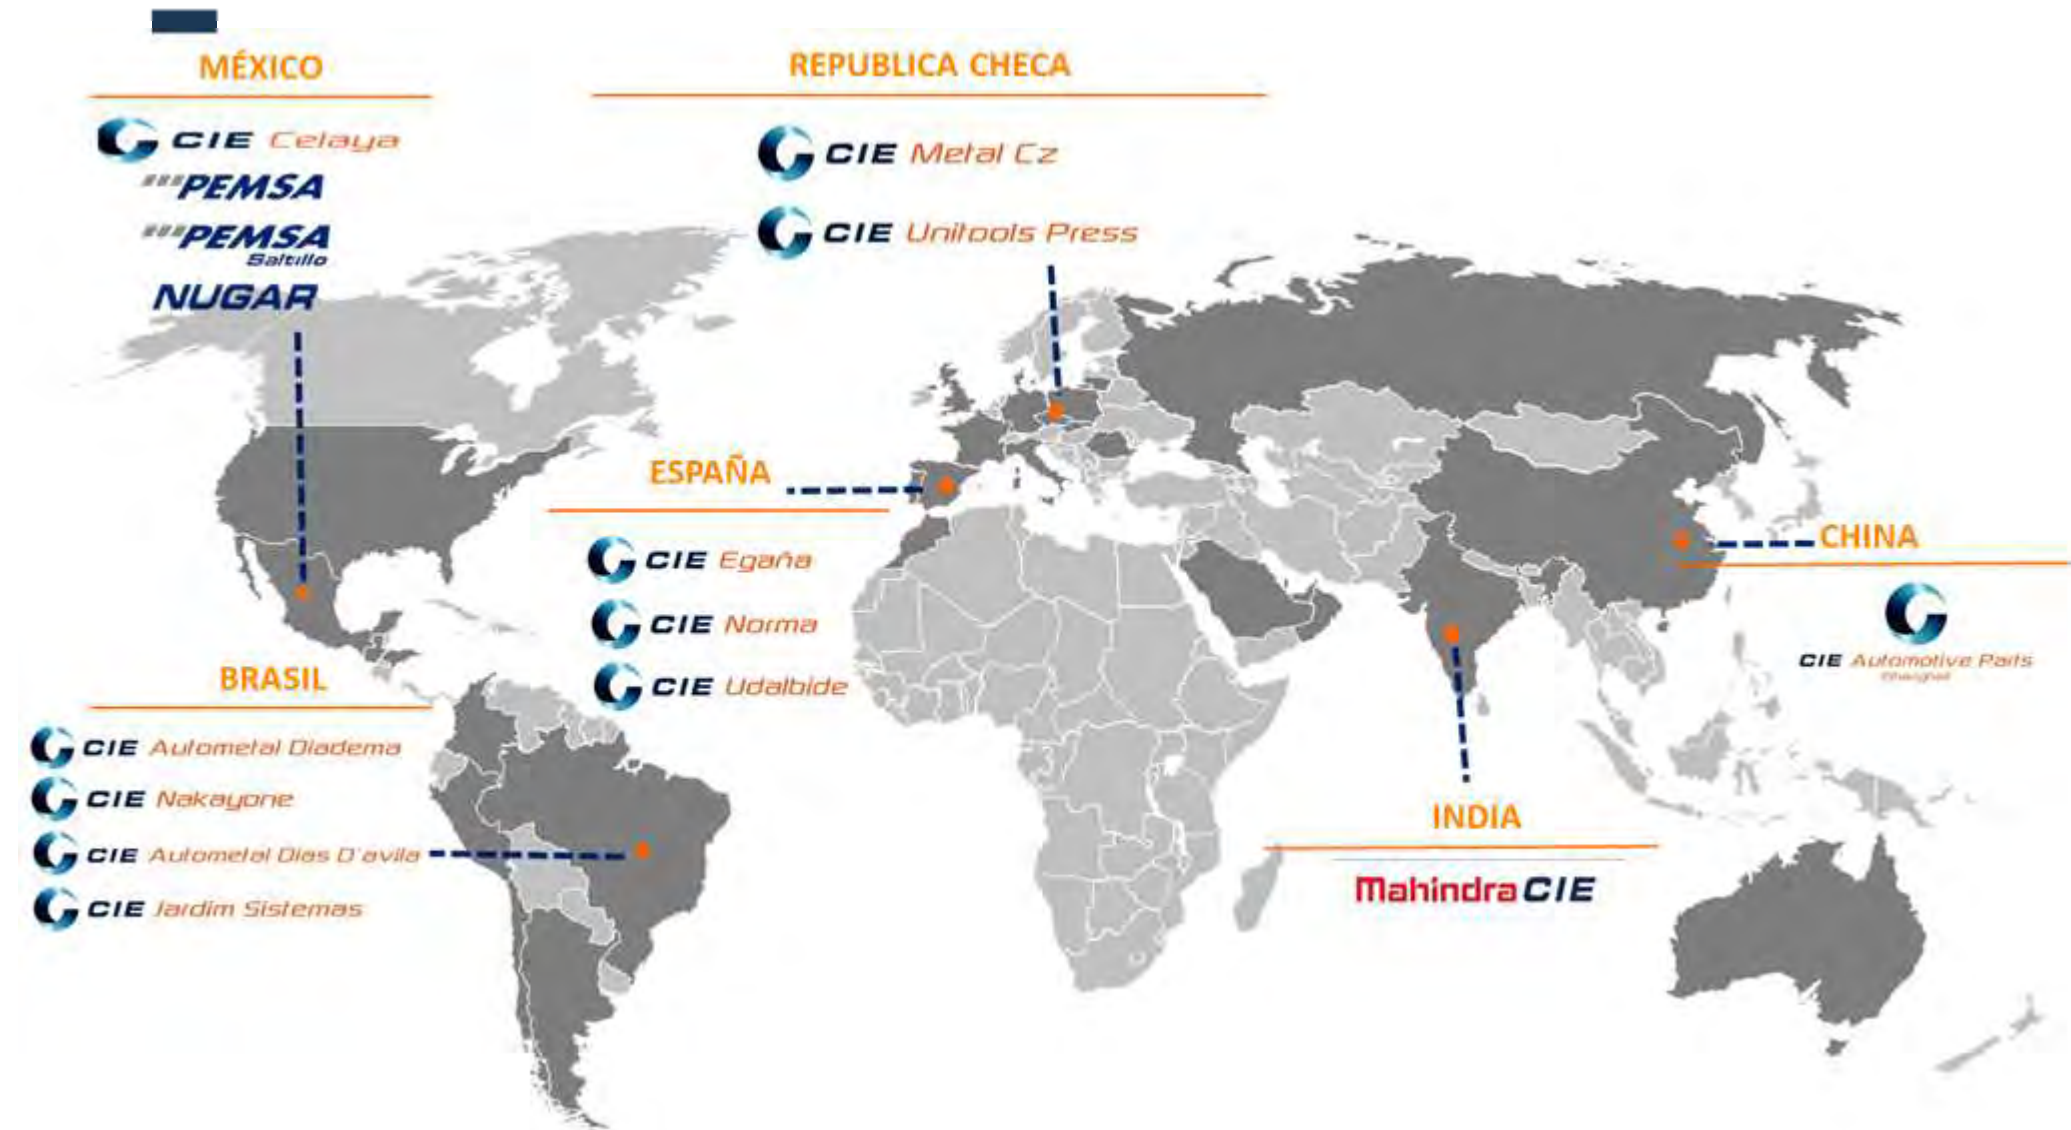 MÉXICO
CIE Celaya
PEMSA
PEMSA
Saltillo
NUGAR
REPUBLICA CHECA
CIE Metal Cz
CIE Unitools Press
ESPAÑA
CIE Egaña
CIE Norma
CIE Udalbide
BRASIL
CIE Autometal Diadema
CIE Nakayone
CIE Autometal Dias D'avila
CIE Jardim Sistemas
CHINA
CIE Automotive Parts
Shanghai
INDIA
Mahindra CIE